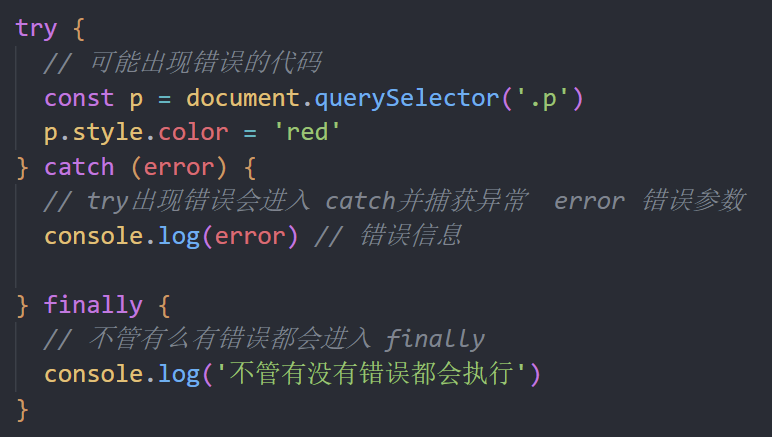 try {
// 可能出现错误的代码
const p = document.querySelector('.p')
p.style.color = 'red'
} catch (error) {
// try出现错误会进入 catch并捕获异常  error 错误参数
console.log(error) // 错误信息
} finally {
// 不管有么有错误都会进入 finally
console.log('不管有没有错误都会执行')
}